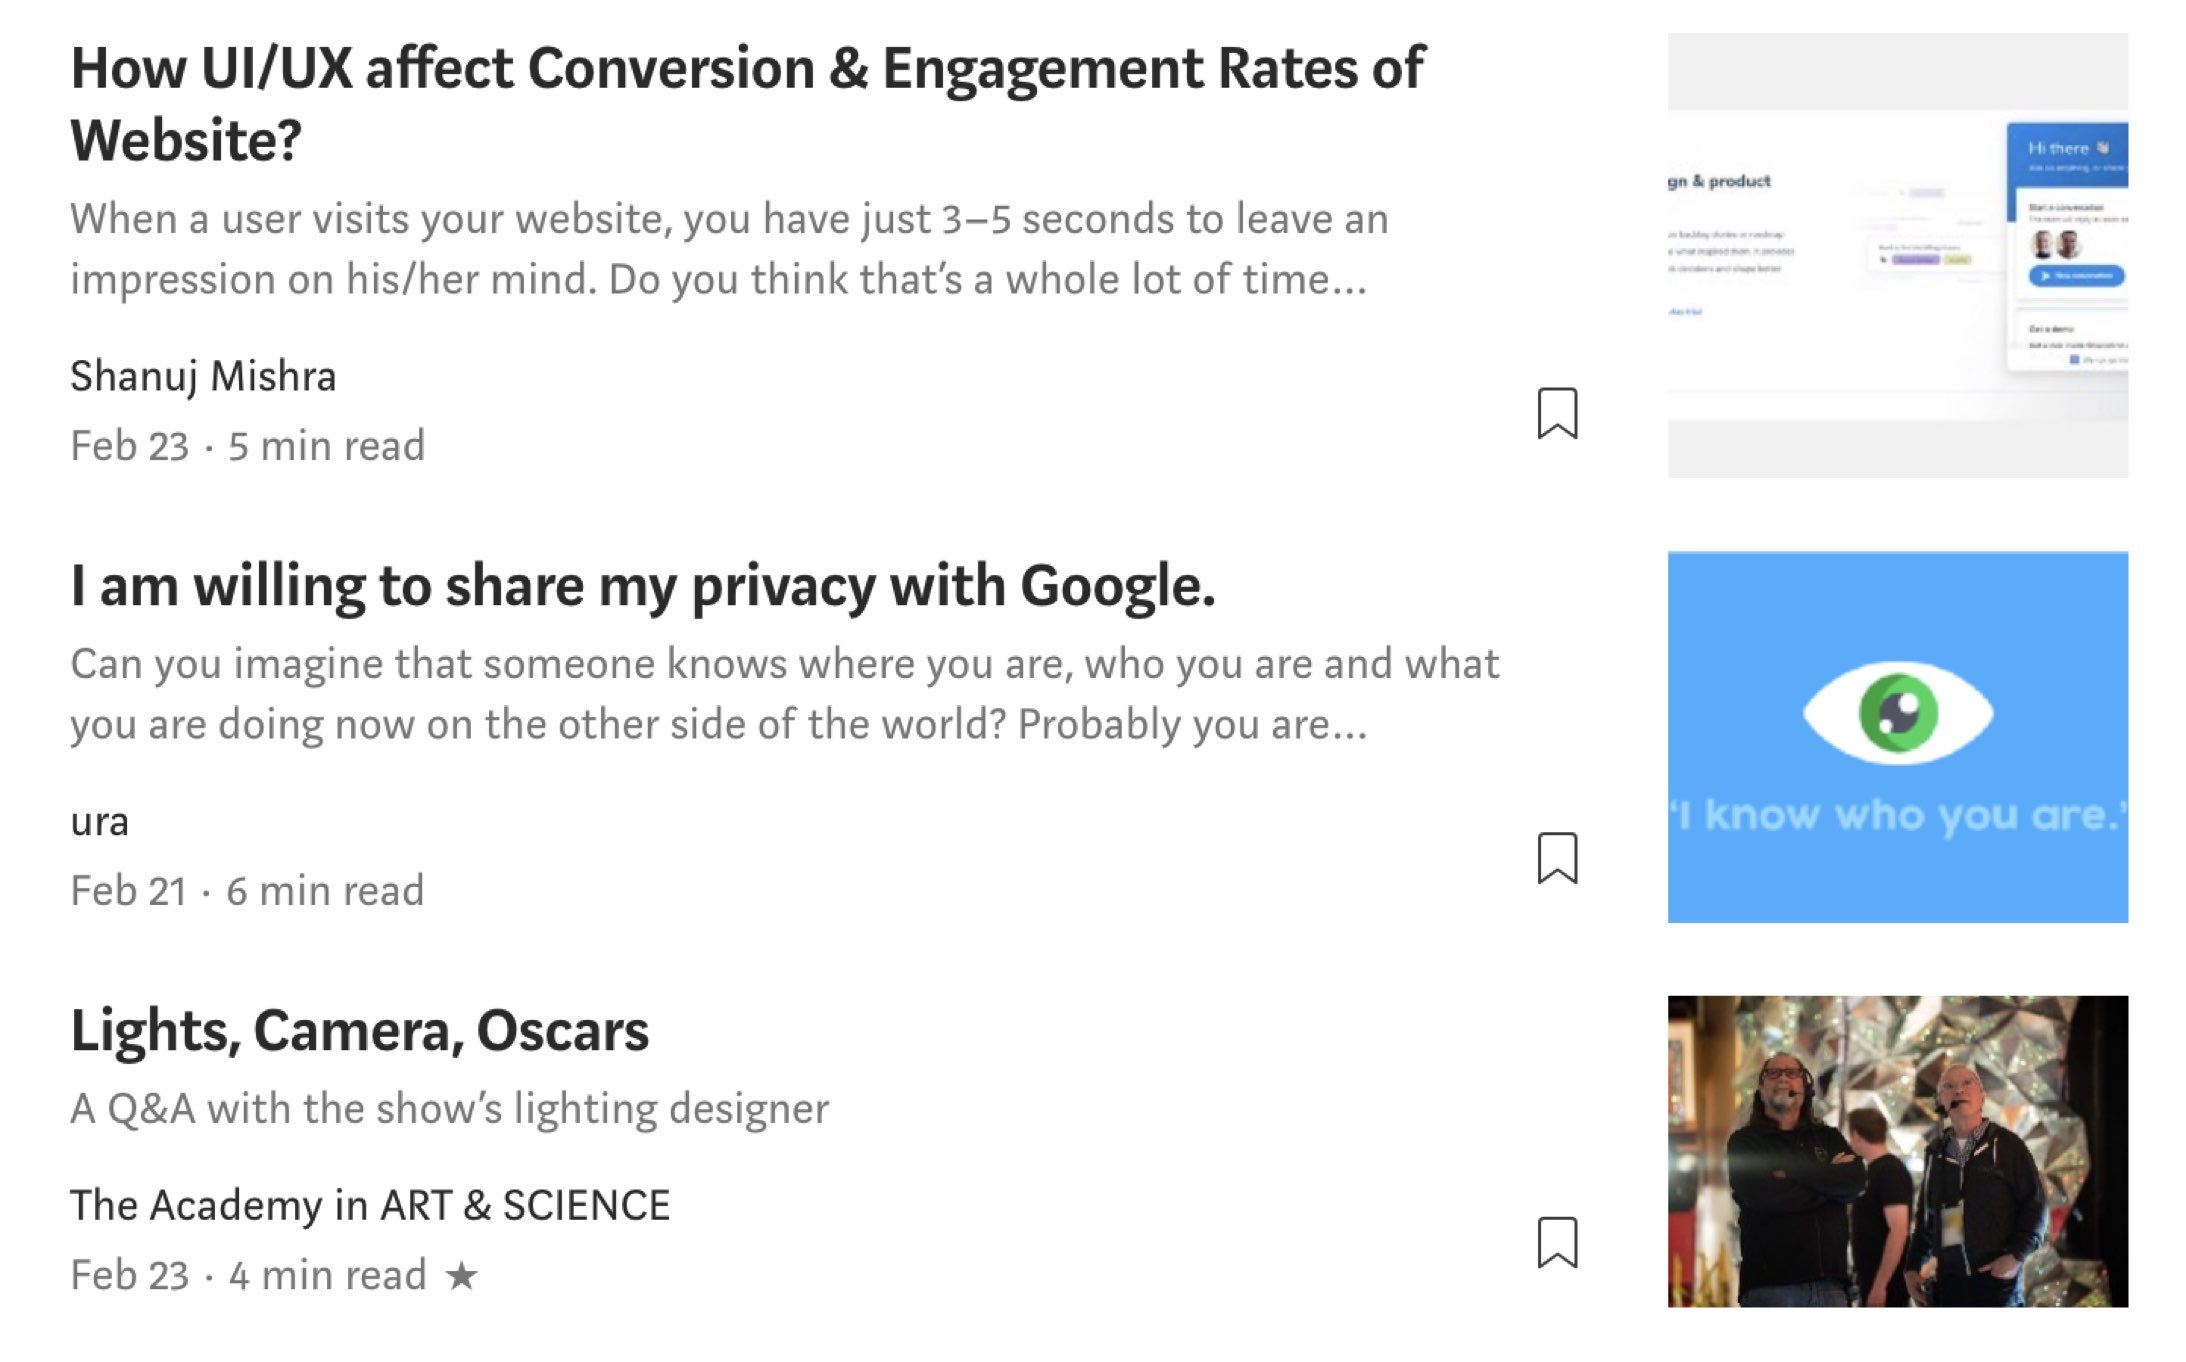 How UI/UX affect Conversion & Engagement Rates of
Website?
When a user visits your website, you have just 3–5 seconds to leave an
impression on his/her mind. Do you think that’s a whole lot of time…
Shanuj Mishra
Feb 23 · 5 min read
gn & product
Hi there
Start a conversation
Get a demo
I am willing to share my privacy with Google.
Can you imagine that someone knows where you are, who you are and what
you are doing now on the other side of the world? Probably you are…
ura
Feb 21 · 6 min read
‘I know who you are.’
Lights, Camera, Oscars
A Q&A with the show’s lighting designer
The Academy in ART & SCIENCE
Feb 23 · 4 min read ★